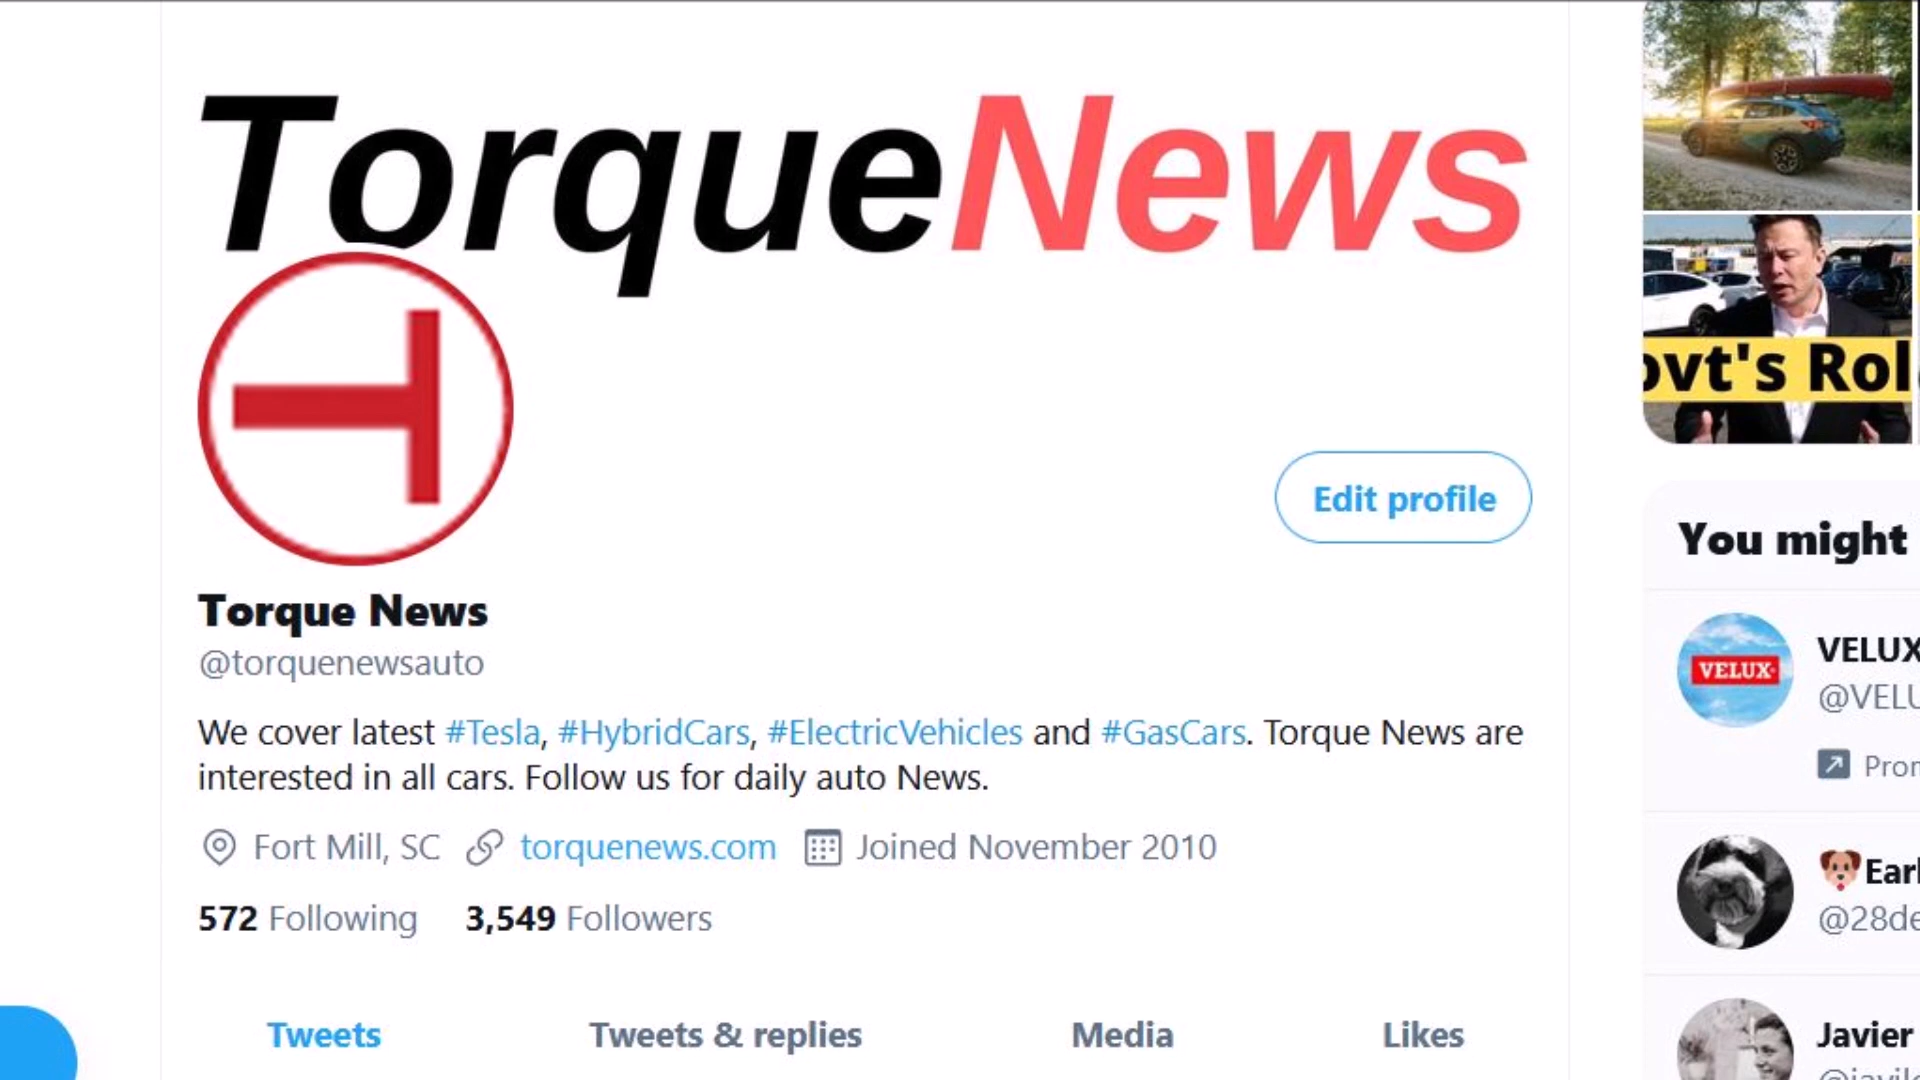 TorqueNews
T
Edit profile
Torque News
@torquenewsauto
We cover latest #Tesla, #HybridCars, #ElectricVehicles and #GasCars. Torque News are
interested in all cars. Follow us for daily auto News.
Fort Mill, SC torquenews.com Joined November 2010
572 Following 3,549 Followers
Tweets Tweets & replies Media Likes
ovt's Rol
You might
VELUX
VELUX
@VELU
Pro
Earl
@28de
Javier